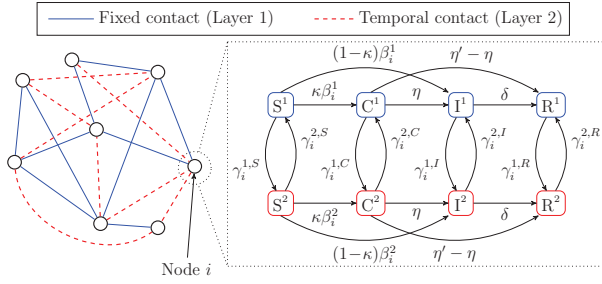 Fixed contact (Layer 1) Temporal contact (Layer 2)
(1-κ)β_i^1 η′ − η
κβ_i^1 η δ
S^1 C^1 I^1 R^1
γ_i^{1,S} γ_i^{2,S} γ_i^{1,C} γ_i^{2,C} γ_i^{1,I} γ_i^{2,I} γ_i^{1,R} γ_i^{2,R}
S^2 C^2 I^2 R^2
κβ_i^2 η δ
(1-κ)β_i^2 η′ − η
Node i